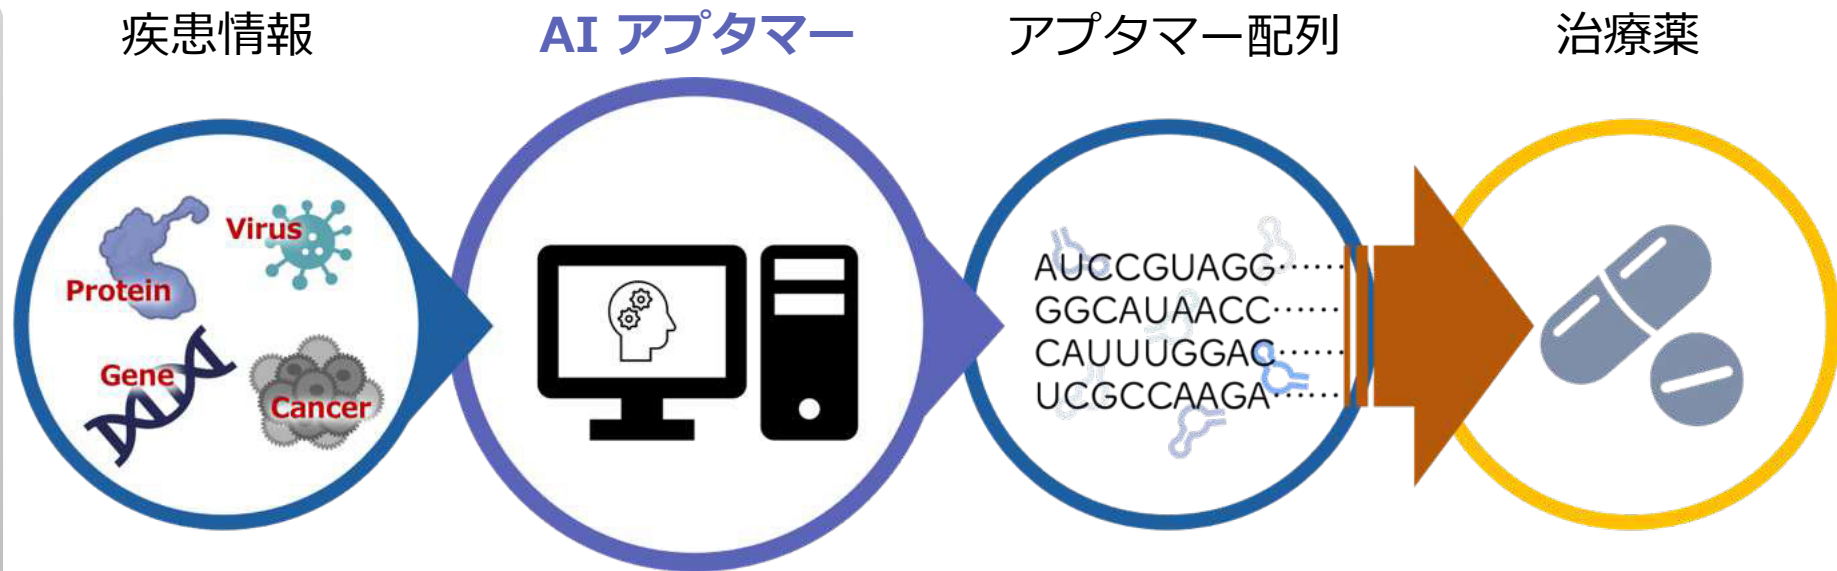 疾患情報
AI アプタマー
アプタマー配列
治療薬
Virus
Protein
Gene
Cancer
AUCCGUAGG……
GGCAUAACC……
CAUUUGGAC……
UCGCCAAGA……